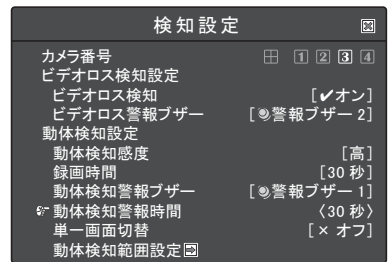 検知設定
カメラ番号 1 2 3 4
ビデオロス検知設定
ビデオロス検知 [✔オン]
ビデオロス警報ブザー [警報ブザー2]
動体検知設定
動体検知感度 [高]
録画時間 [30秒]
動体検知警報ブザー [警報ブザー1]
動体検知警報時間 〈30秒〉
単一画面切替 [× オフ]
動体検知範囲設定